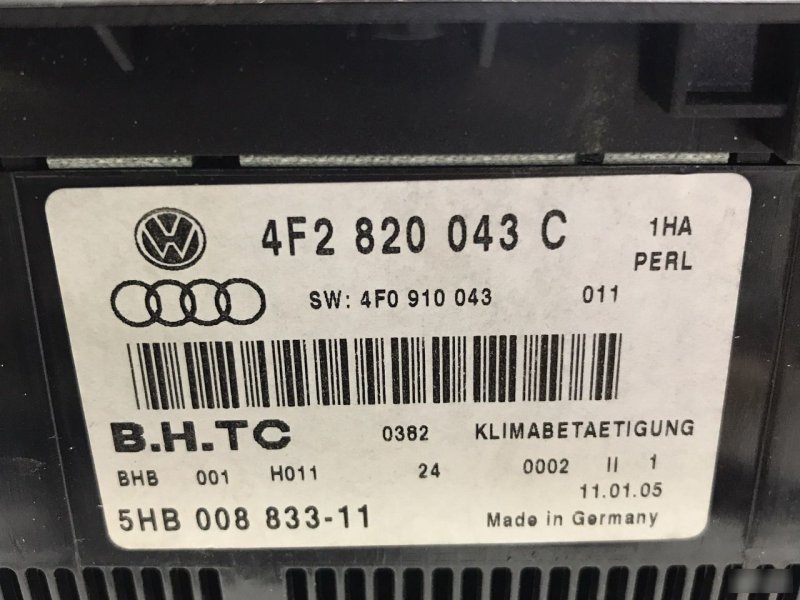 4F2 820 043 C 1HA
PERL
SW: 4F0 910 043 011
B.H.TC 0382 KLIMABETAETIGUNG
BHB 001 H011 24 0002 II 1
11.01.05
5HB 008 833-11 Made in Germany